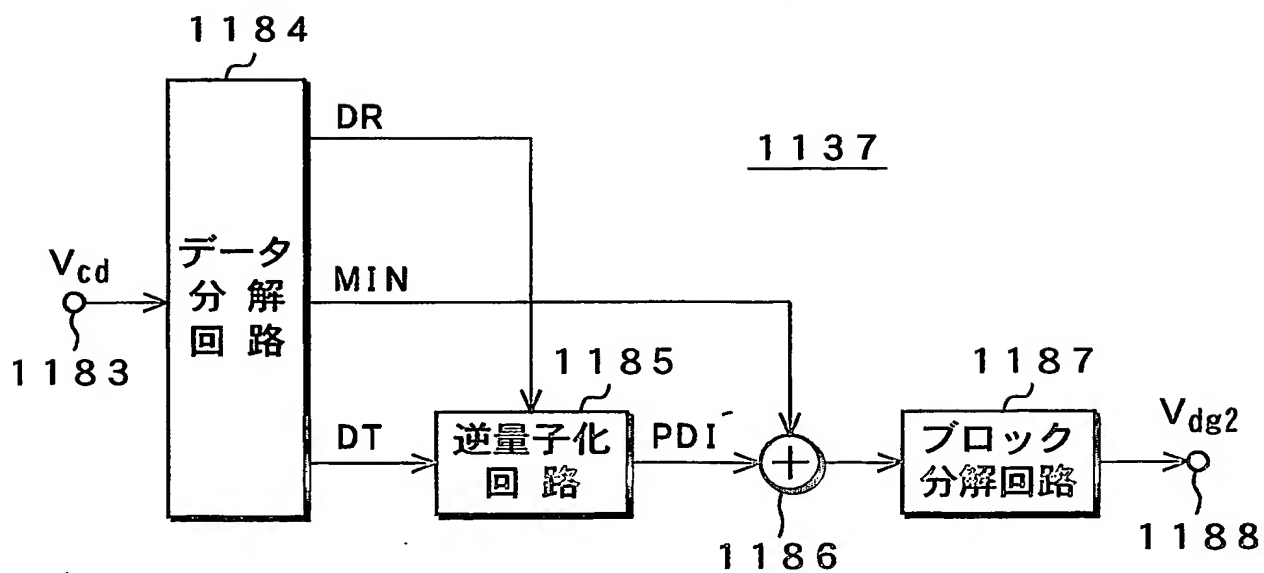 1184
DR
1137
データ
分解
回路
Vcd
MIN
1183
1185
1187
DT
逆量子化
回路
PDI
+
ブロック
分解回路
Vdg2
1186
1188